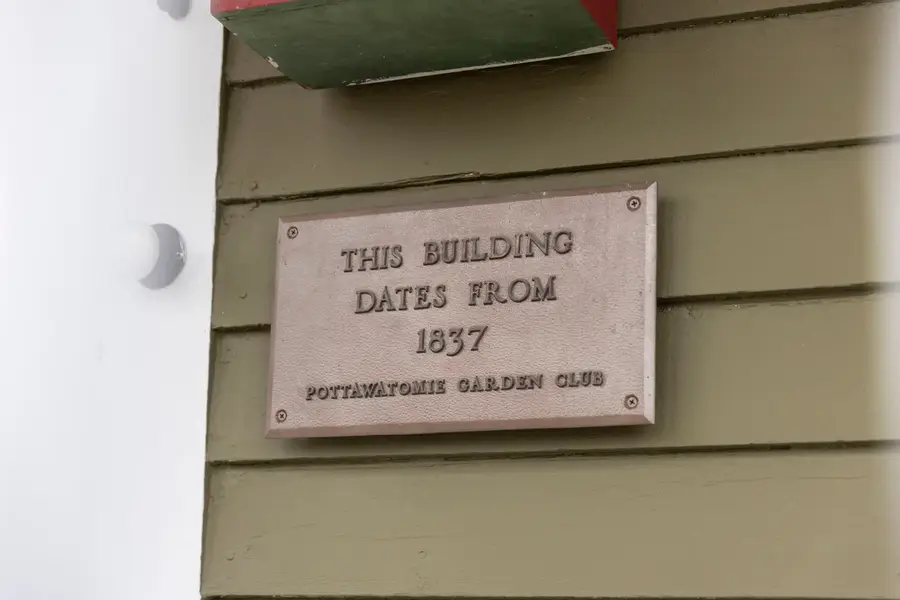 THIS BUILDING
DATES FROM
1837
POTTAWATOMIE GARDEN CLUB